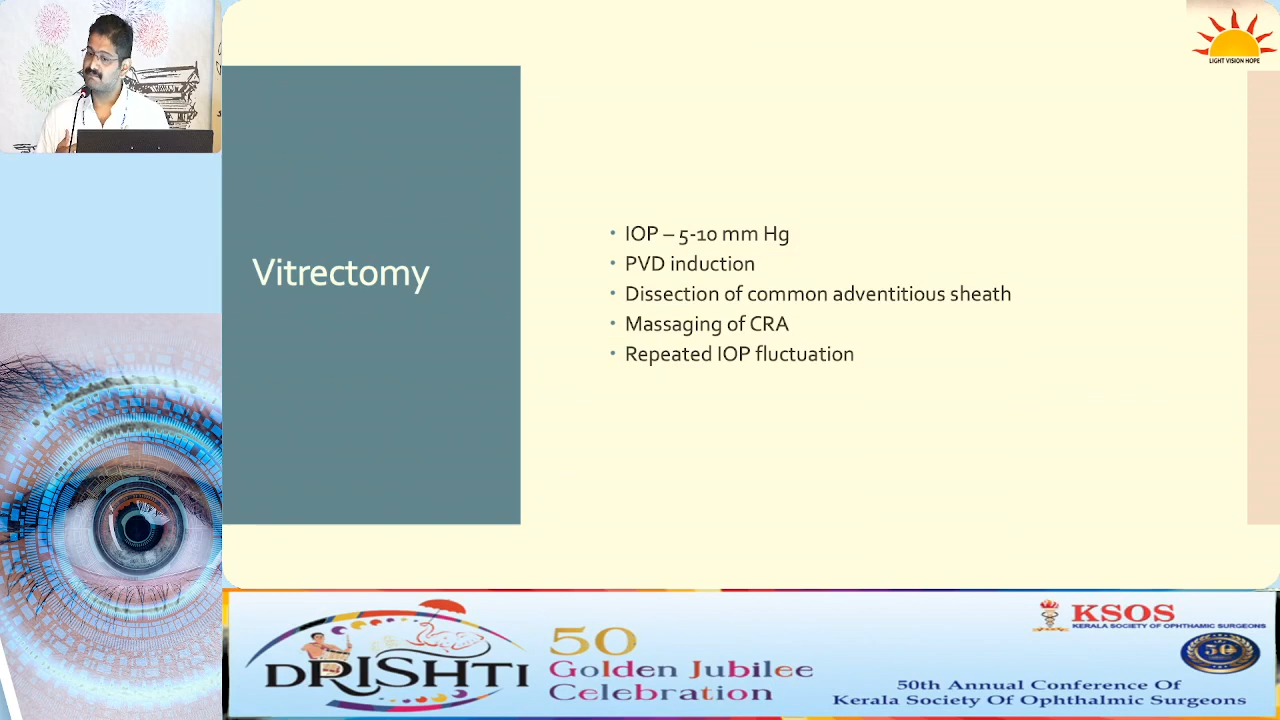 LIGHT VISION HOPE
Vitrectomy
• IOP – 5-10 mm Hg
• PVD induction
• Dissection of common adventitious sheath
• Massaging of CRA
• Repeated IOP fluctuation
DRISHTI
50
Golden Jubilee
Celebration
KSOS
KERALA SOCIETY OF OPHTHAMIC SURGEONS
50
50th Annual Conference Of
Kerala Society Of Ophthalmic Surgeons